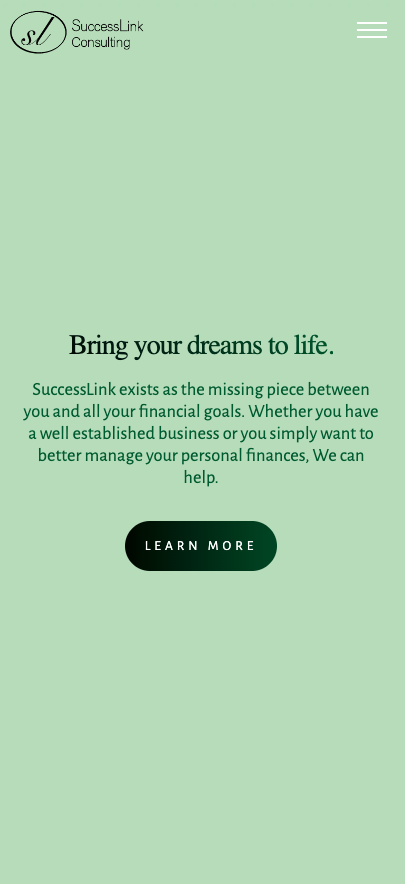 sl
SuccessLink
Consulting
Bring your dreams to life.
SuccessLink exists as the missing piece between
you and all your financial goals. Whether you have
a well established business or you simply want to
better manage your personal finances, We can
help.
LEARN MORE